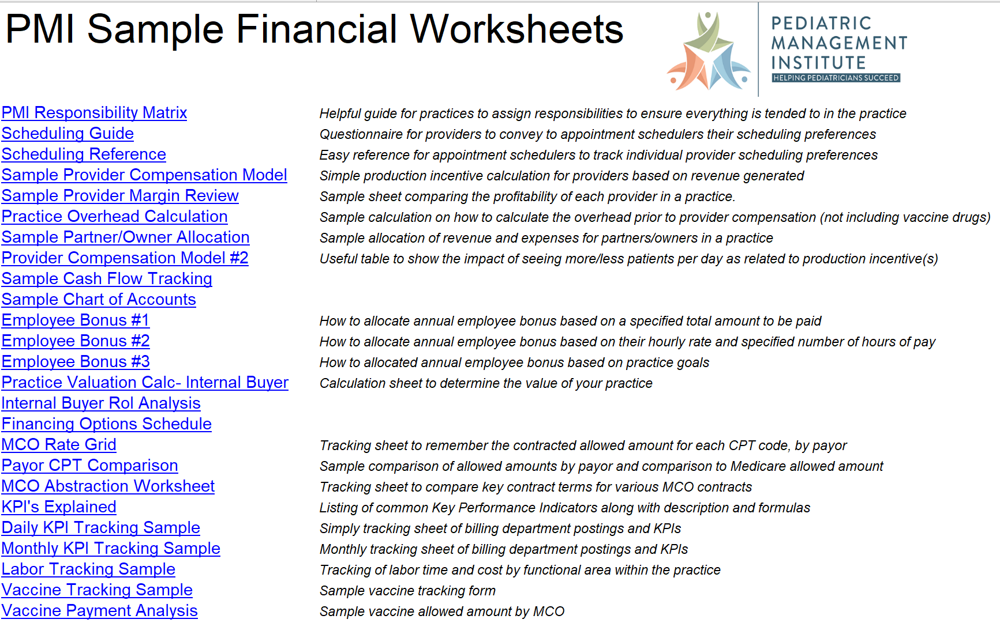 PMI Sample Financial Worksheets
PEDIATRIC
MANAGEMENT
INSTITUTE
HELPING PEDIATRICIANS SUCCEED
PMI Responsibility Matrix Helpful guide for practices to assign responsibilities to ensure everything is tended to in the practice
Scheduling Guide Questionnaire for providers to convey to appointment schedulers their scheduling preferences
Scheduling Reference Easy reference for appointment schedulers to track individual provider scheduling preferences
Sample Provider Compensation Model Simple production incentive calculation for providers based on revenue generated
Sample Provider Margin Review Sample sheet comparing the profitability of each provider in a practice.
Practice Overhead Calculation Sample calculation on how to calculate the overhead prior to provider compensation (not including vaccine drugs)
Sample Partner/Owner Allocation Sample allocation of revenue and expenses for partners/owners in a practice
Provider Compensation Model #2 Useful table to show the impact of seeing more/less patients per day as related to production incentive(s)
Sample Cash Flow Tracking
Sample Chart of Accounts
Employee Bonus #1 How to allocate annual employee bonus based on a specified total amount to be paid
Employee Bonus #2 How to allocate annual employee bonus based on their hourly rate and specified number of hours of pay
Employee Bonus #3 How to allocated annual employee bonus based on practice goals
Practice Valuation Calc- Internal Buyer Calculation sheet to determine the value of your practice
Internal Buyer RoI Analysis
Financing Options Schedule
MCO Rate Grid Tracking sheet to remember the contracted allowed amount for each CPT code, by payor
Payor CPT Comparison Sample comparison of allowed amounts by payor and comparison to Medicare allowed amount
MCO Abstraction Worksheet Tracking sheet to compare key contract terms for various MCO contracts
KPI's Explained Listing of common Key Performance Indicators along with description and formulas
Daily KPI Tracking Sample Simply tracking sheet of billing department postings and KPIs
Monthly KPI Tracking Sample Monthly tracking sheet of billing department postings and KPIs
Labor Tracking Sample Tracking of labor time and cost by functional area within the practice
Vaccine Tracking Sample Sample vaccine tracking form
Vaccine Payment Analysis Sample vaccine allowed amount by MCO